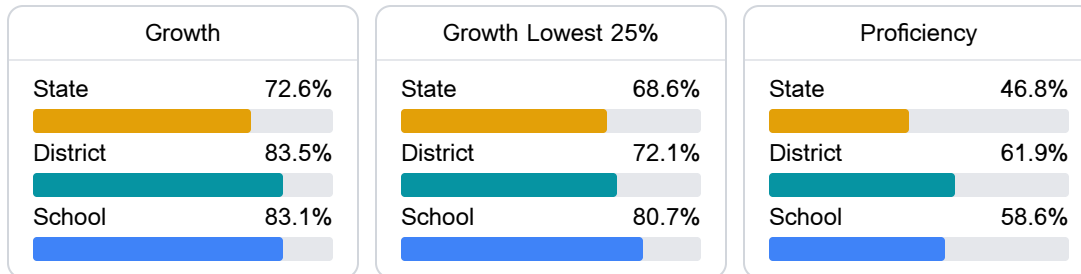 Growth
State 72.6%
District 83.5%
School 83.1%
Growth Lowest 25%
State 68.6%
District 72.1%
School 80.7%
Proficiency
State 46.8%
District 61.9%
School 58.6%